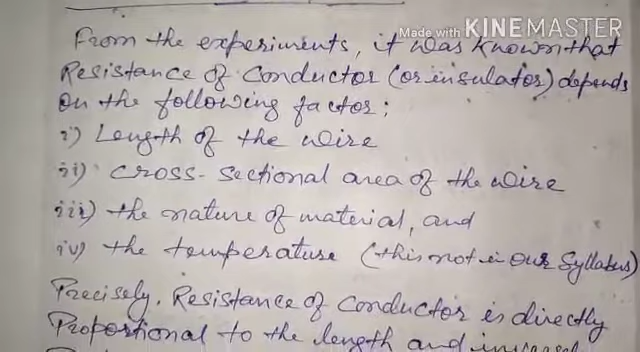 Made with KINEMASTER
From the experiments, it was known that
Resistance of Conductor (or insulator) depends
on the following factor;
i) Length of the wire
ii) cross-sectional area of the wire
iii) the nature of material, and
iv) the temperature (this not in our Syllabus)
Precisely, Resistance of conductor is directly
Proportional to the length and